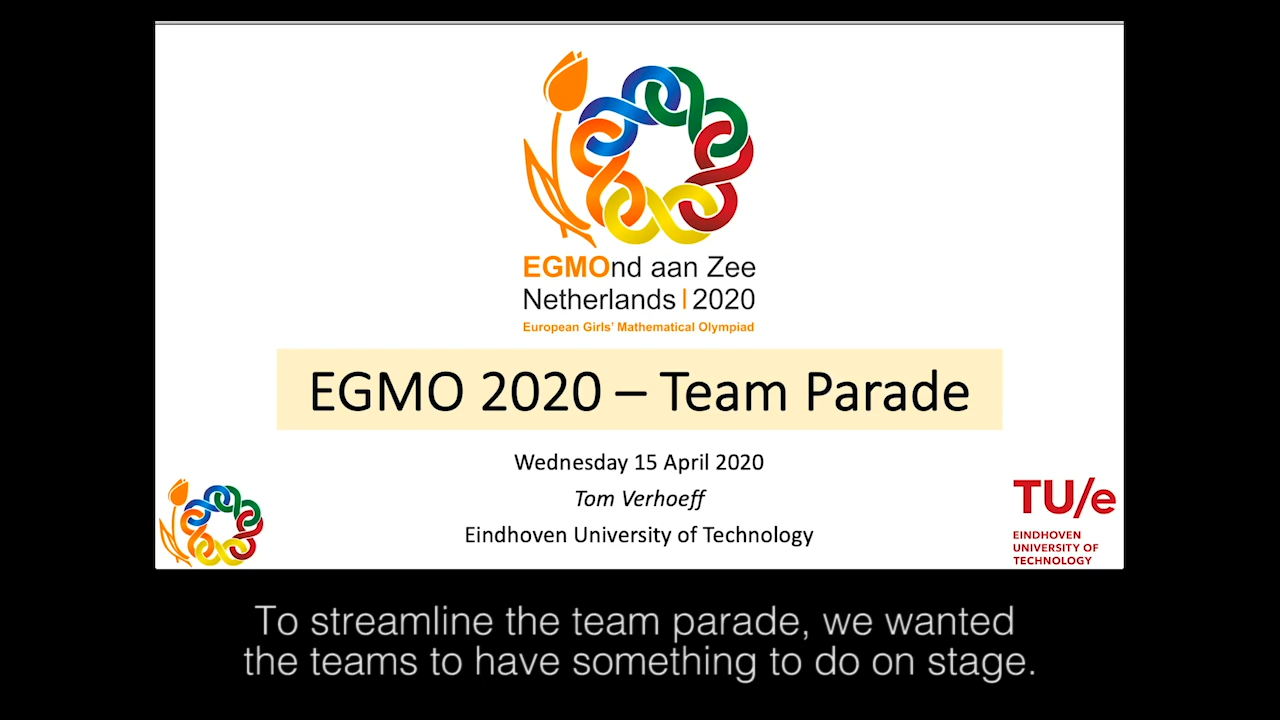 EGMOnd aan Zee
Netherlands | 2020
European Girls' Mathematical Olympiad
EGMO 2020 – Team Parade
Wednesday 15 April 2020
Tom Verhoeff
Eindhoven University of Technology
TU/e
EINDHOVEN
UNIVERSITY OF
TECHNOLOGY
To streamline the team parade, we wanted
the teams to have something to do on stage.